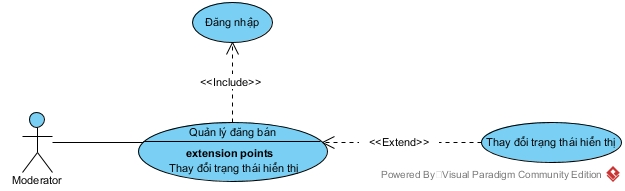 Đăng nhập
<<Include>>
Quản lý đăng bán
extension points
Thay đổi trạng thái hiển thị
<<Extend>>
Thay đổi trạng thái hiển thị
Moderator
Powered By Visual Paradigm Community Edition